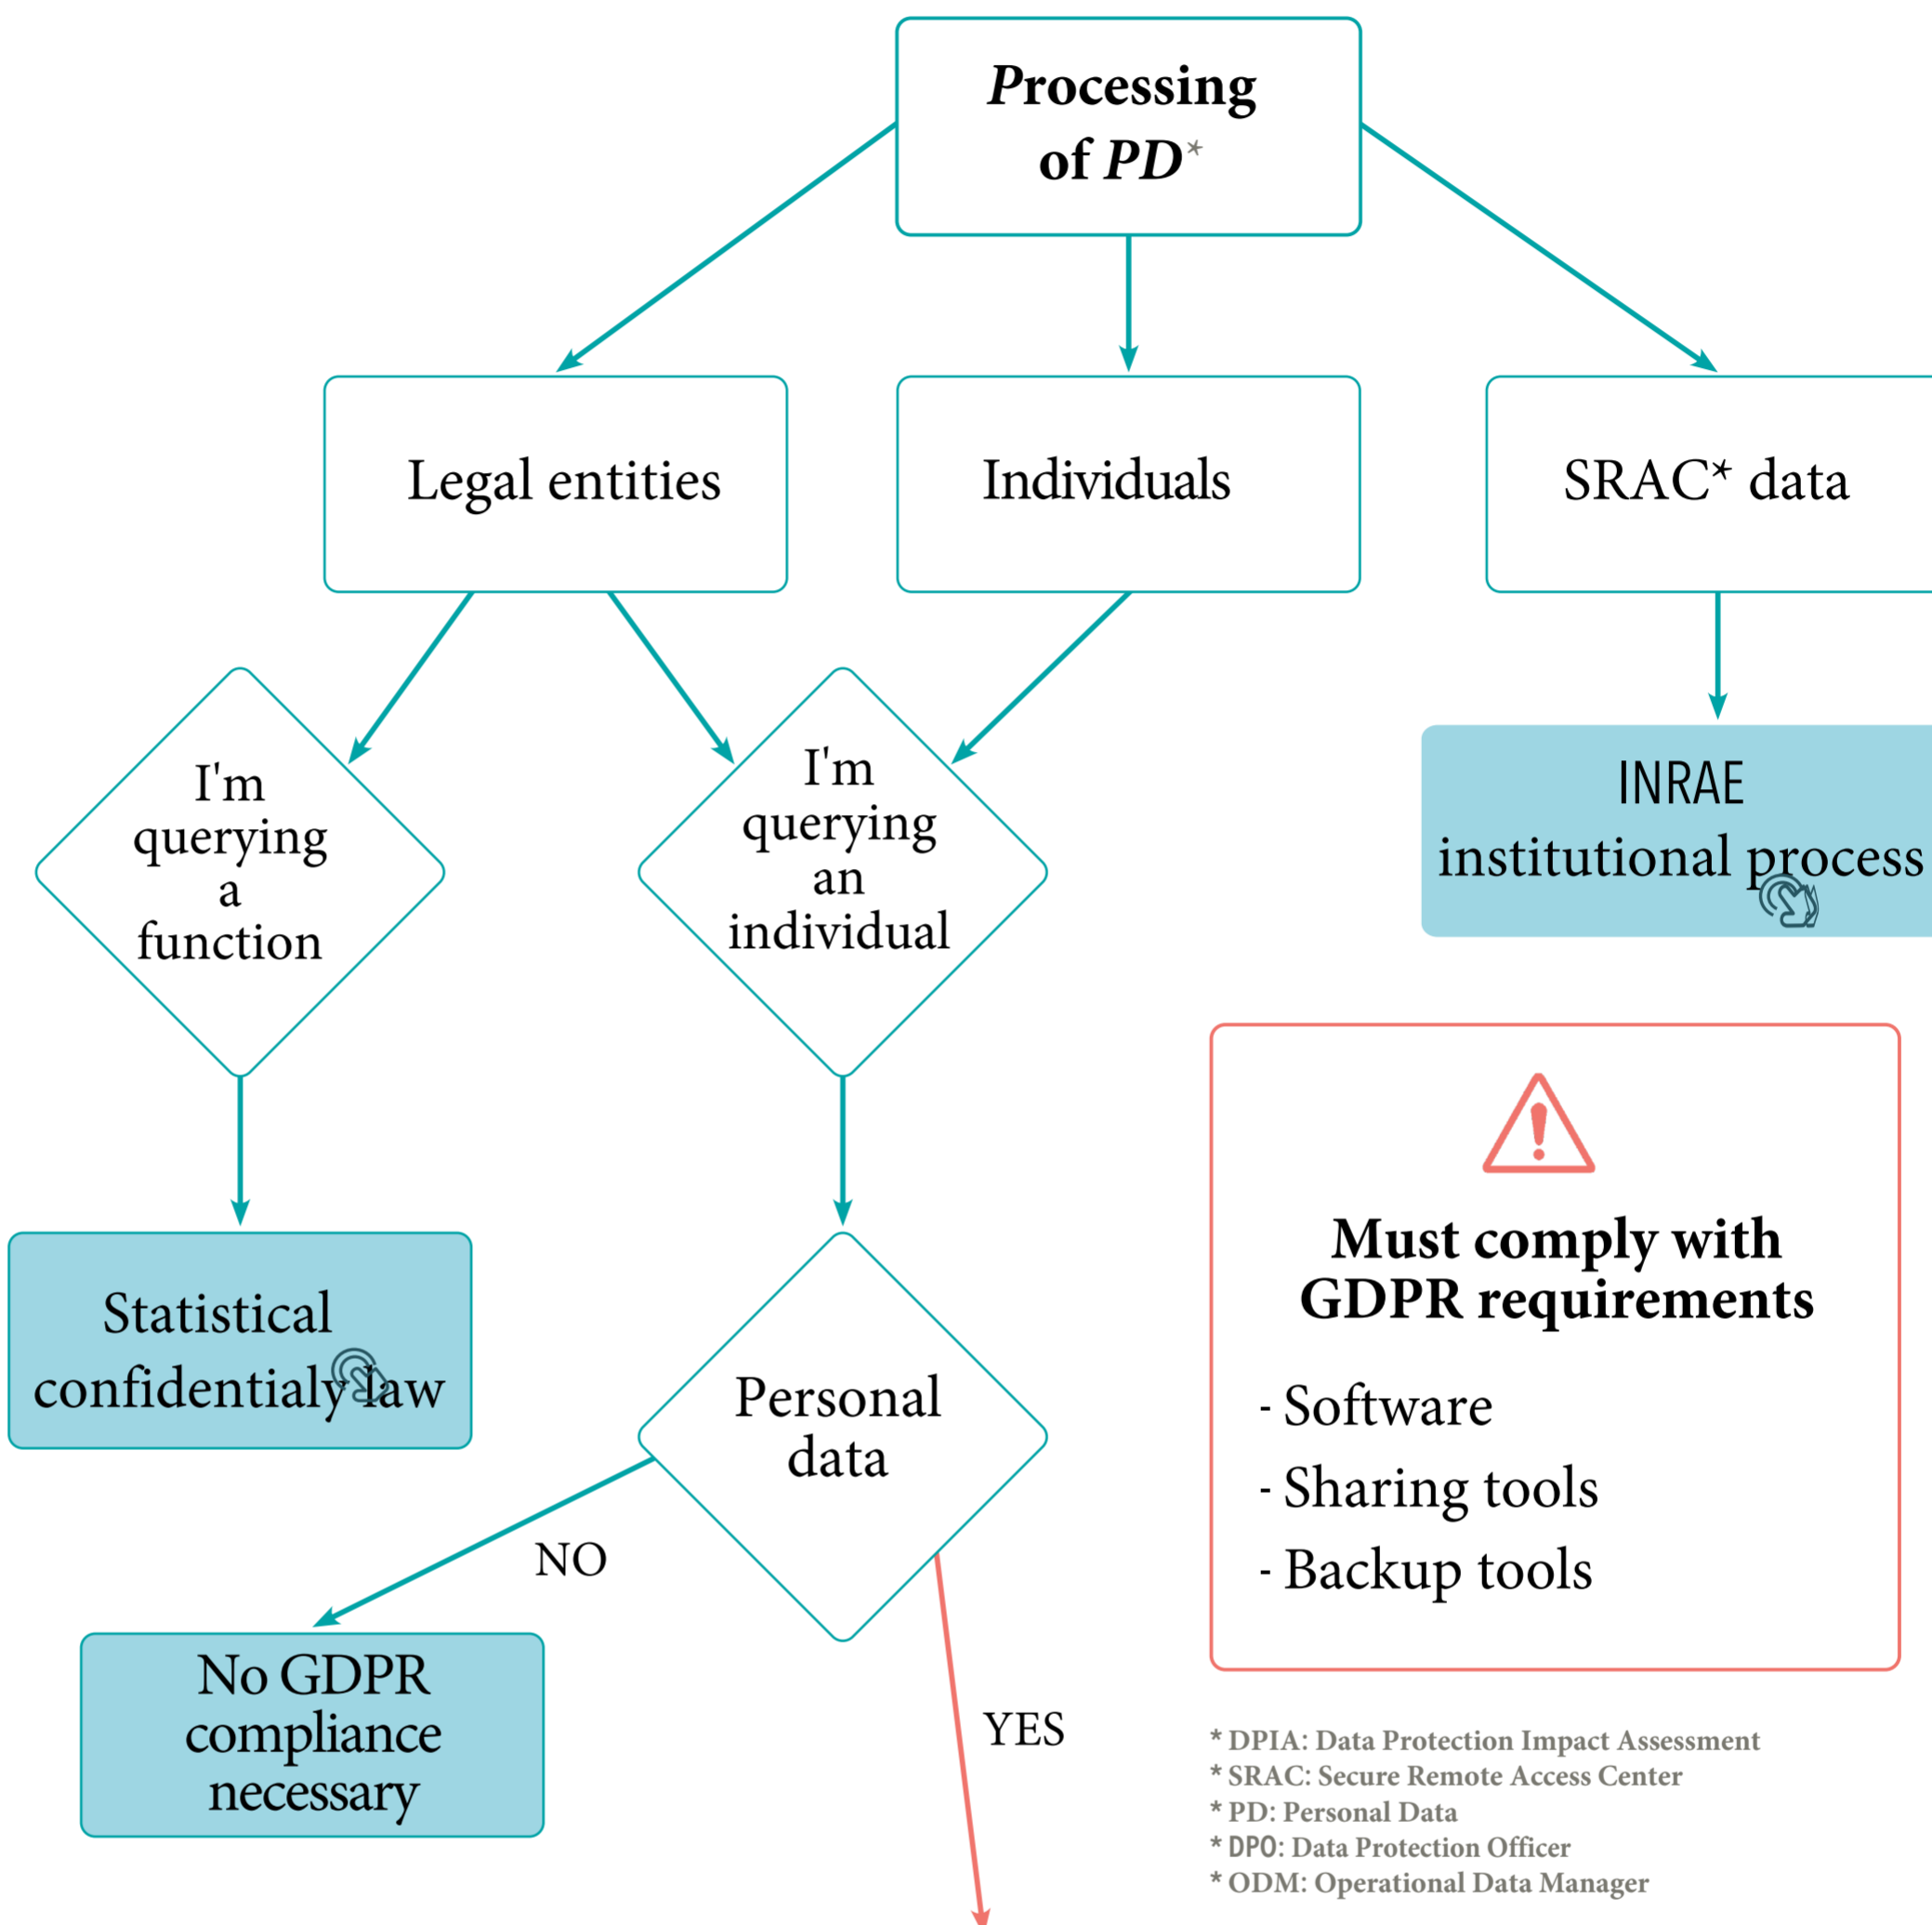 Processing
of PD*
Legal entities
Individuals
SRAC* data
I'm
querying
a
function
I'm
querying
an
individual
INRAE
institutional process
Statistical
confidentialy law
Personal
data
Must comply with
GDPR requirements
- Software
- Sharing tools
- Backup tools
NO
No GDPR
compliance
necessary
YES
* DPIA: Data Protection Impact Assessment
* SRAC: Secure Remote Access Center
* PD: Personal Data
* DPO: Data Protection Officer
* ODM: Operational Data Manager